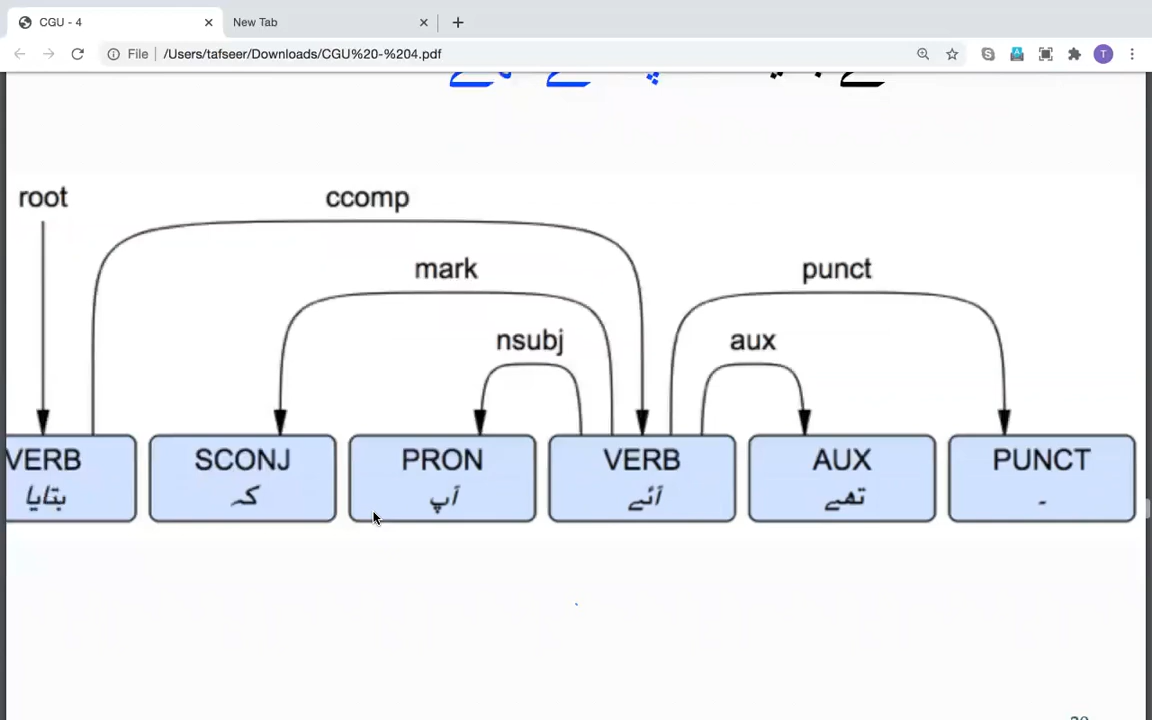 CGU - 4
New Tab
File /Users/tafseer/Downloads/CGU%20-%204.pdf
T
root
ccomp
mark
punct
nsubj
aux
VERB SCONJ PRON VERB AUX PUNCT
بتایا کہ آپ آئے تھے ۔